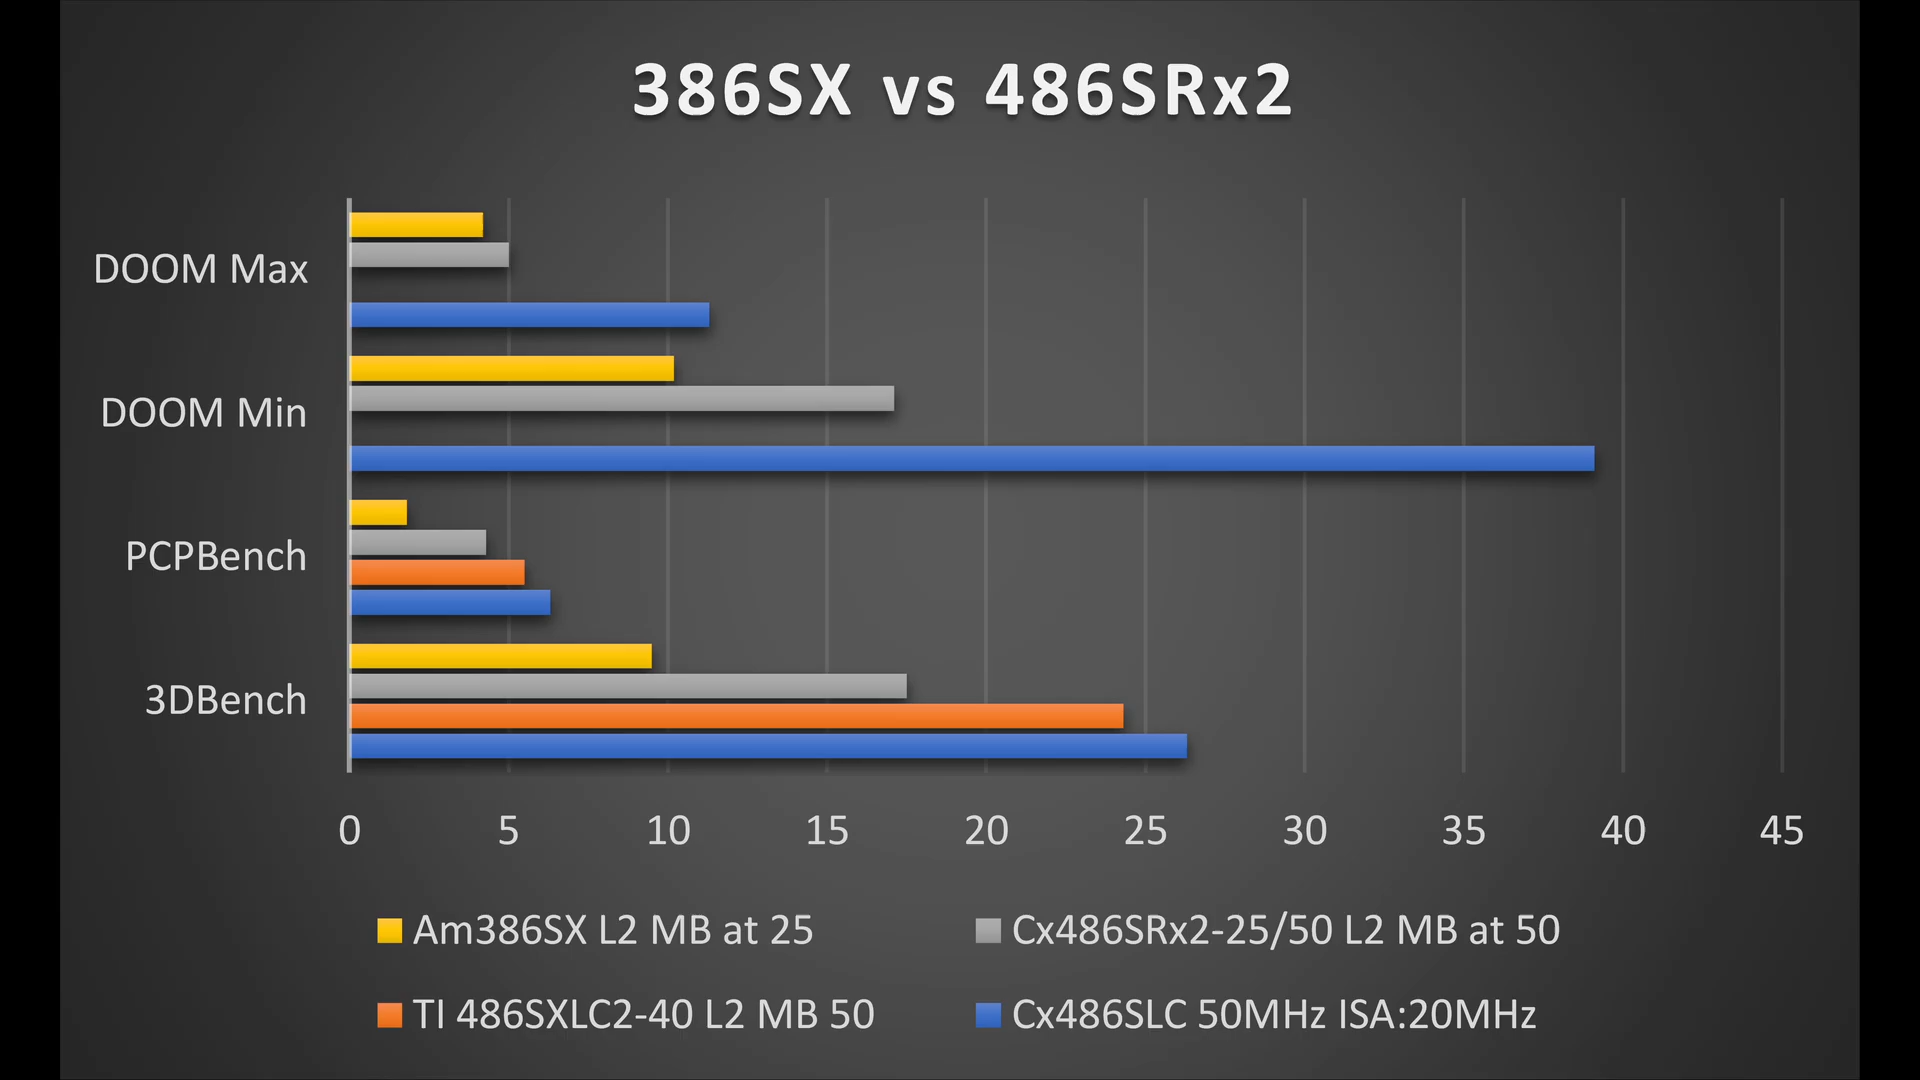 386SX vs 486SRx2
DOOM Max
DOOM Min
PCPBench
3DBench
0 5 10 15 20 25 30 35 40 45
Am386SX L2 MB at 25
Cx486SRx2-25/50 L2 MB at 50
TI 486SXLC2-40 L2 MB 50
Cx486SLC 50MHz ISA:20MHz